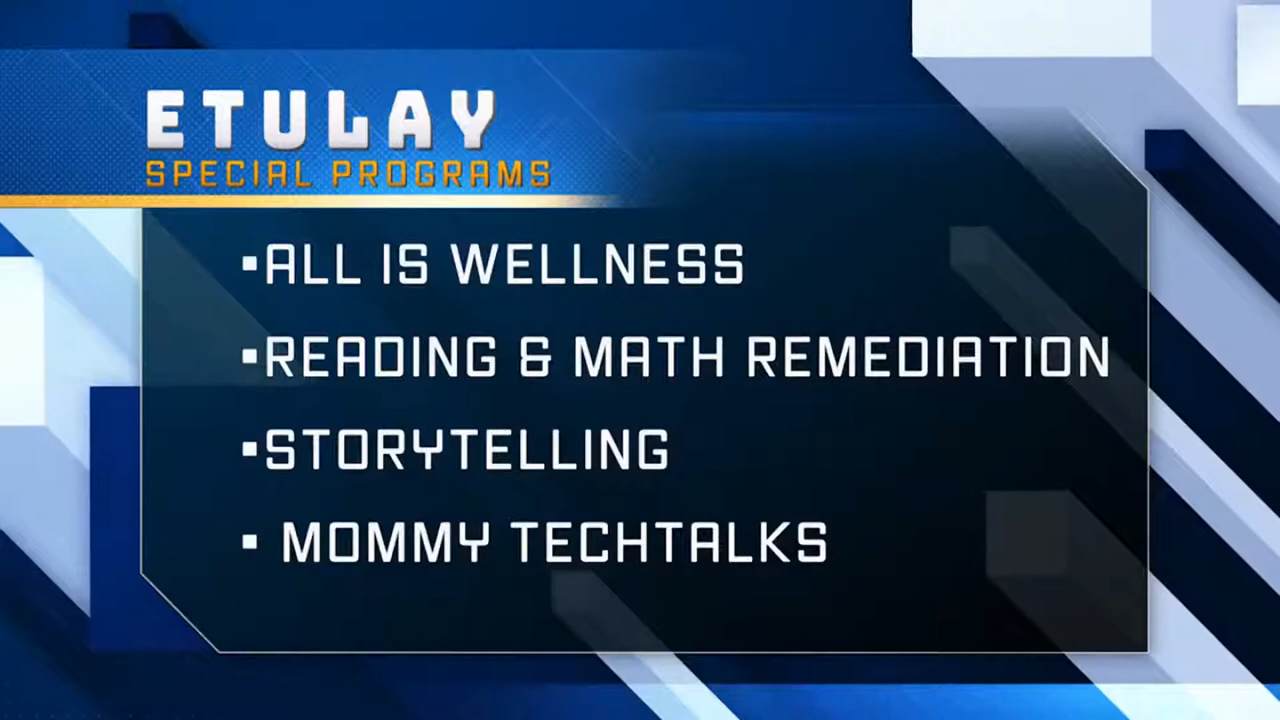 ETULAY
SPECIAL PROGRAMS
▪ALL IS WELLNESS
▪READING & MATH REMEDIATION
▪STORYTELLING
▪ MOMMY TECHTALKS